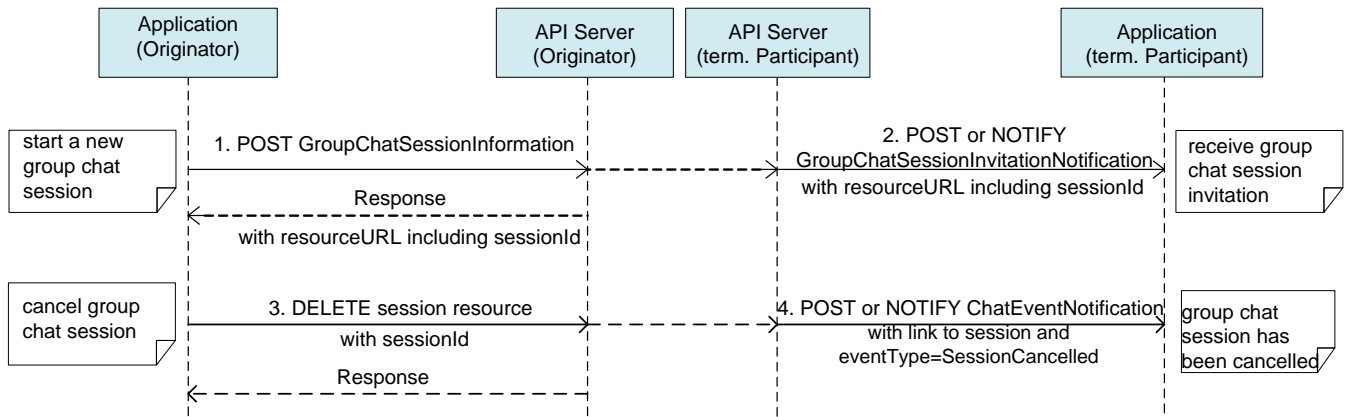 Application
(Originator)
API Server
(Originator)
API Server
(term. Participant)
Application
(term. Participant)
start a new
group chat
session
1. POST GroupChatSessionInformation
2. POST or NOTIFY
GroupChatSessionInvitationNotification
with resourceURL including sessionId
receive group
chat session
invitation
Response
with resourceURL including sessionId
cancel group
chat session
3. DELETE session resource
with sessionId
4. POST or NOTIFY ChatEventNotification
with link to session and
eventType=SessionCancelled
group chat
session has
been cancelled
Response